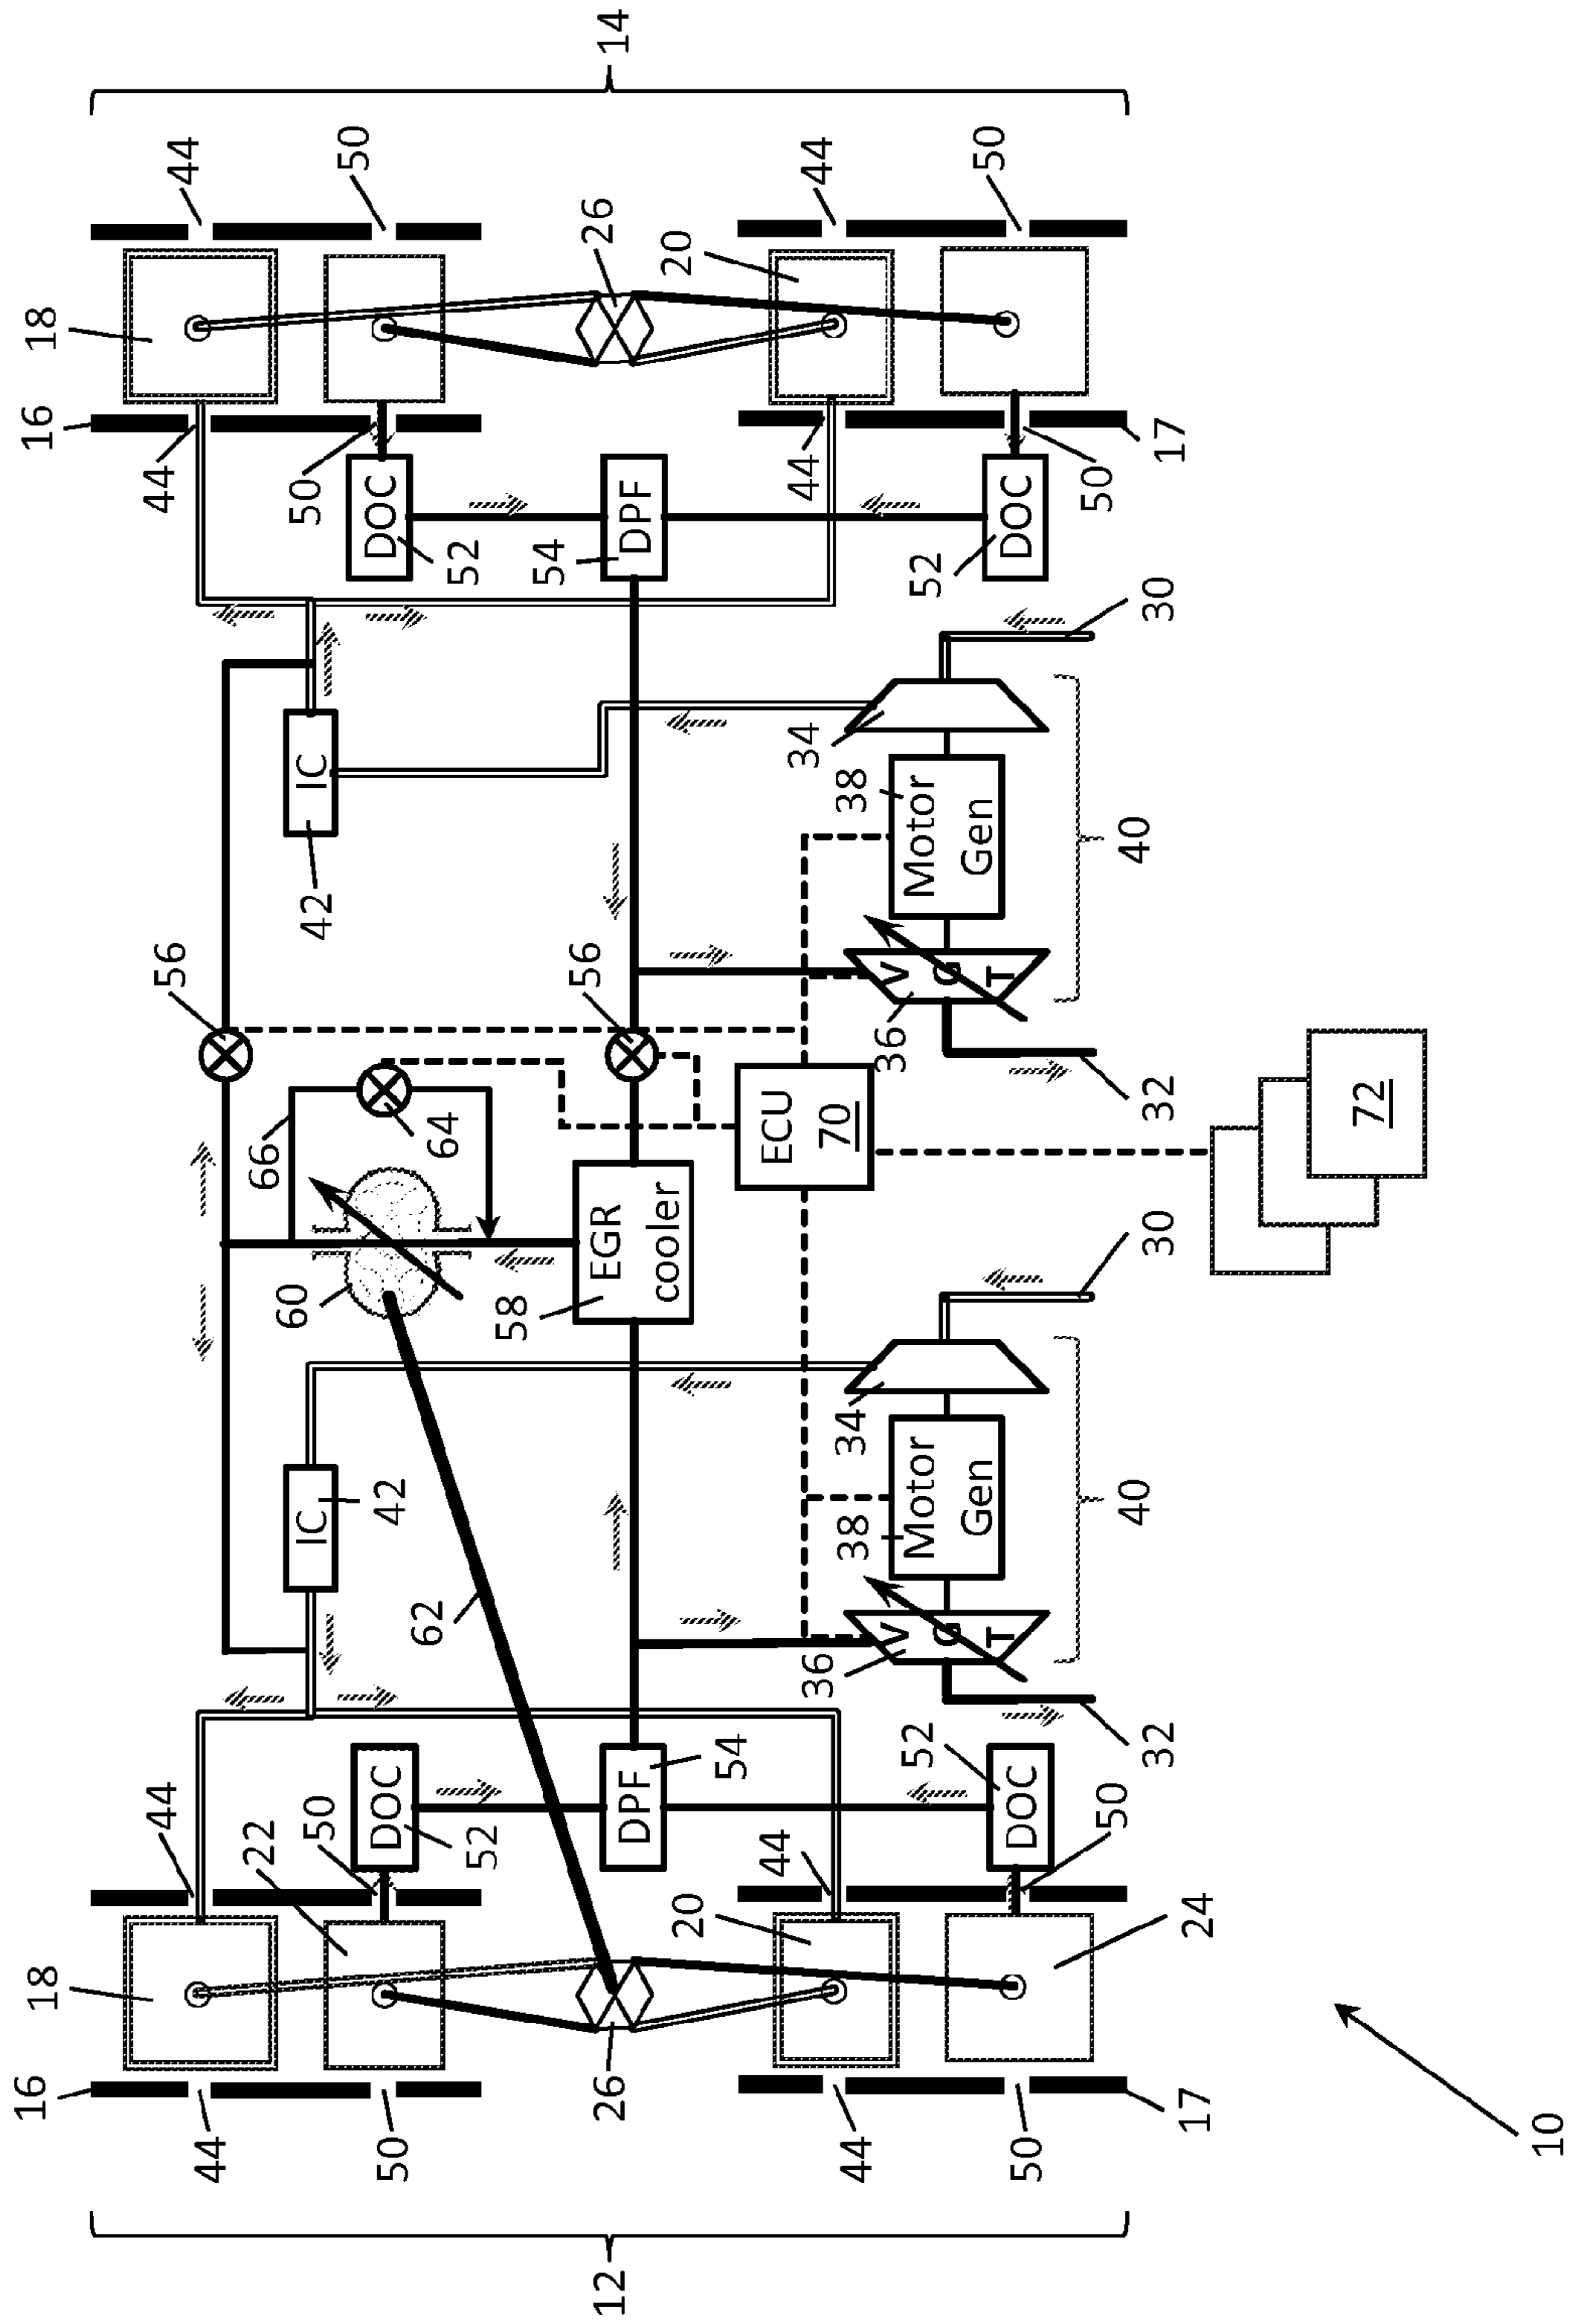 16
18
16
18
44
56
44
44
44
22
66
60
IC
42
IC
50
50
50
50
DOC
42
DOC
62
64
52
52
58
54
56
26
12
26
DPF
EGR
cooler
DPF
14
20
20
54
44
ECU
70
34
44
44
36
44
38
34
38
36
52
V
G
T
Motor
Gen
V
G
T
Motor
Gen
52
50
50
DOC
DOC
50
50
40
40
32
30
32
30
17
17
24
72
10